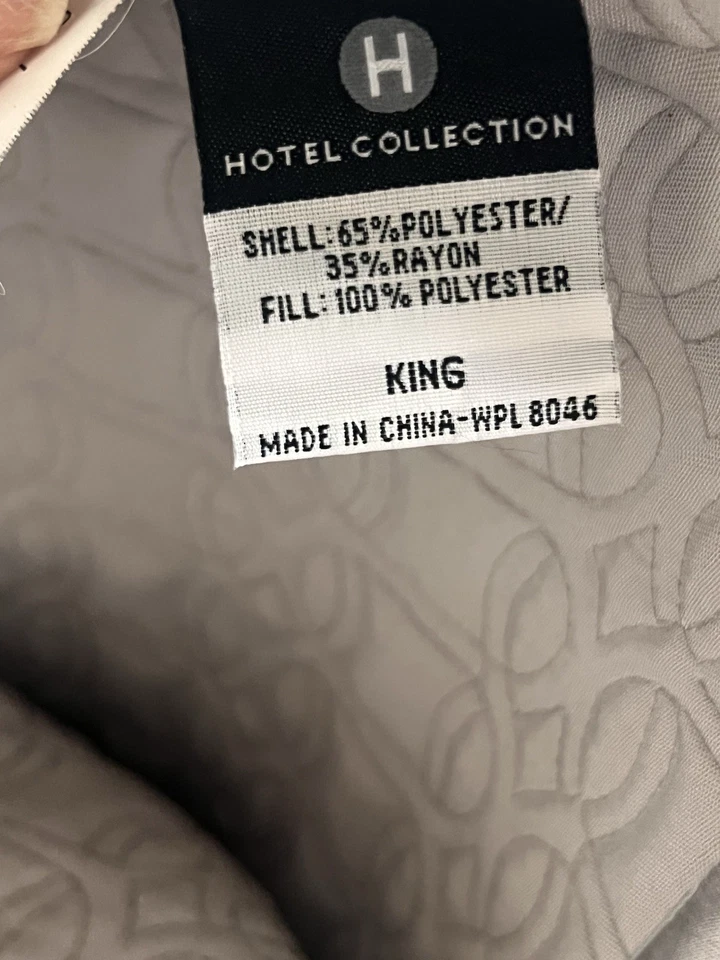 H
HOTEL COLLECTION
SHELL:65%POLYESTER/
35%RAYON
FILL:100% POLYESTER
KING
MADE IN CHINA-WPL 8046